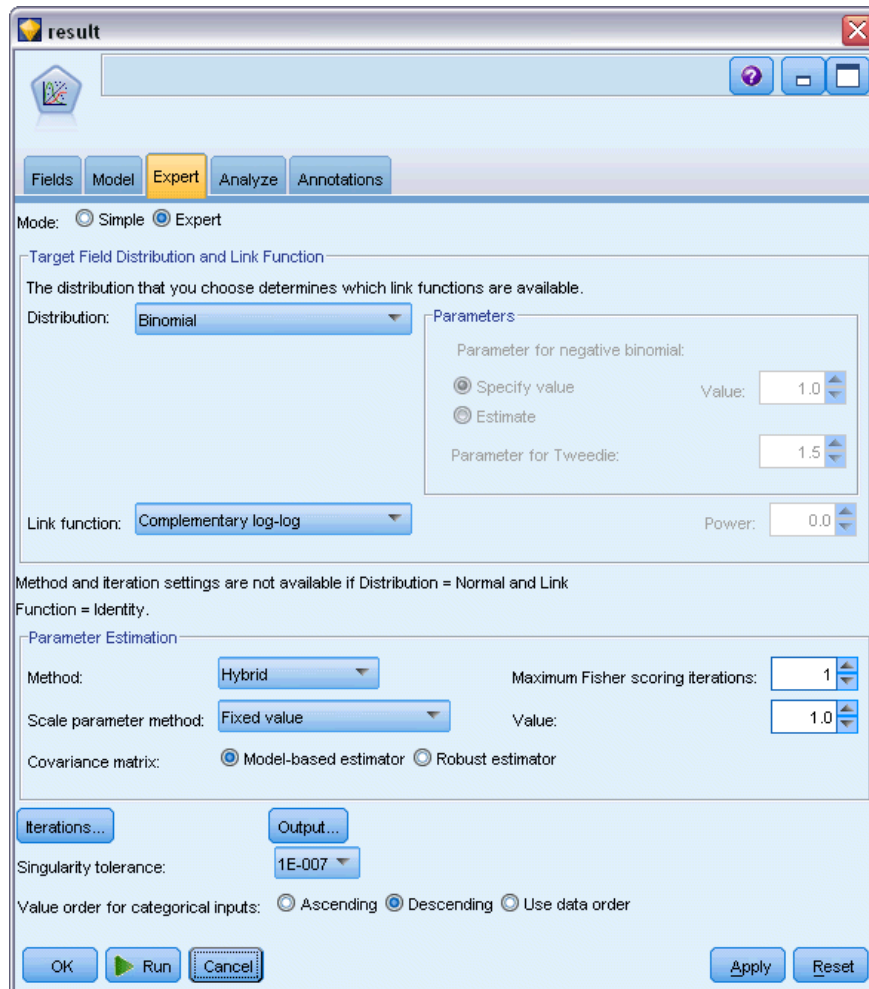 result
Fields Model Expert Analyze Annotations
Mode: Simple Expert
Target Field Distribution and Link Function
The distribution that you choose determines which link functions are available.
Distribution: Binomial
Parameters
Parameter for negative binomial:
Specify value Value: 1.0
Estimate
Parameter for Tweedie: 1.5
Link function: Complementary log-log Power: 0.0
Method and iteration settings are not available if Distribution = Normal and Link
Function = Identity.
Parameter Estimation
Method: Hybrid Maximum Fisher scoring iterations: 1
Scale parameter method: Fixed value Value: 1.0
Covariance matrix: Model-based estimator Robust estimator
Iterations... Output...
Singularity tolerance: 1E-007
Value order for categorical inputs: Ascending Descending Use data order
OK Run Cancel Apply Reset